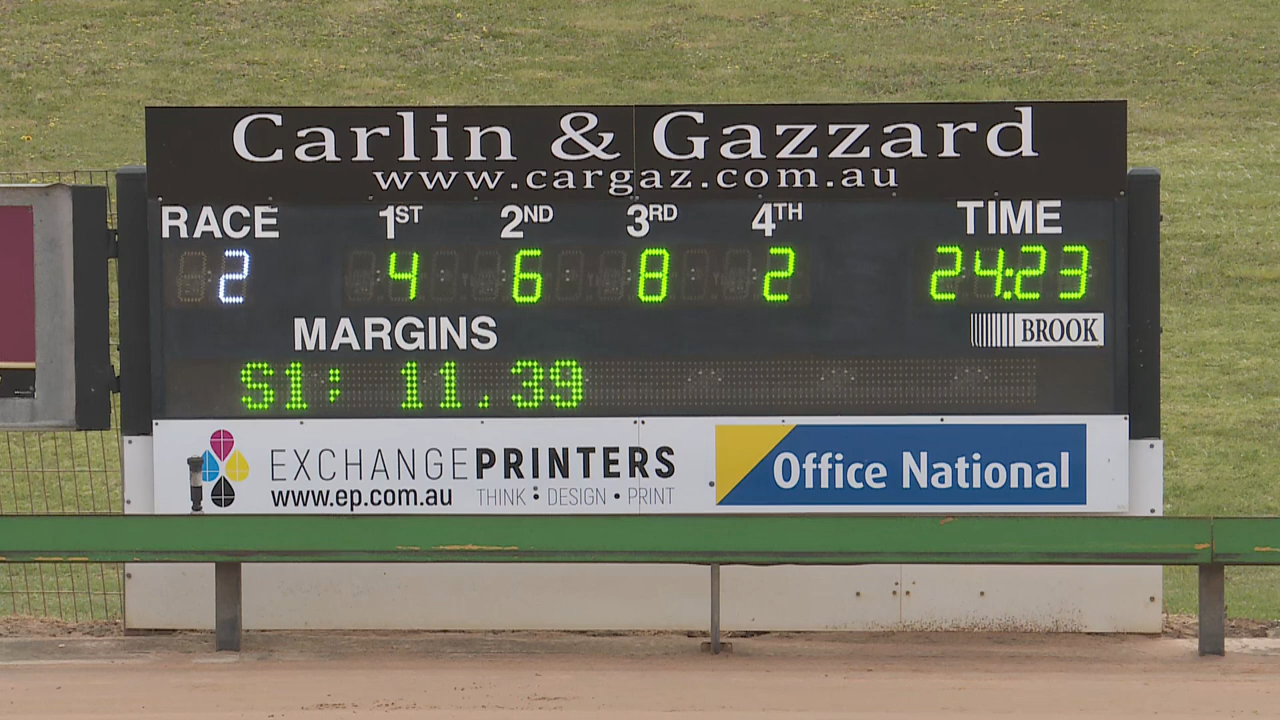 Carlin & Gazzard
www.cargaz.com.au
RACE 1ST 2ND 3RD 4TH TIME
2 4 6 8 2 24:23
MARGINS
BROOK
S1: 11.39
EXCHANGEPRINTERS
www.ep.com.au THINK • DESIGN • PRINT
Office National